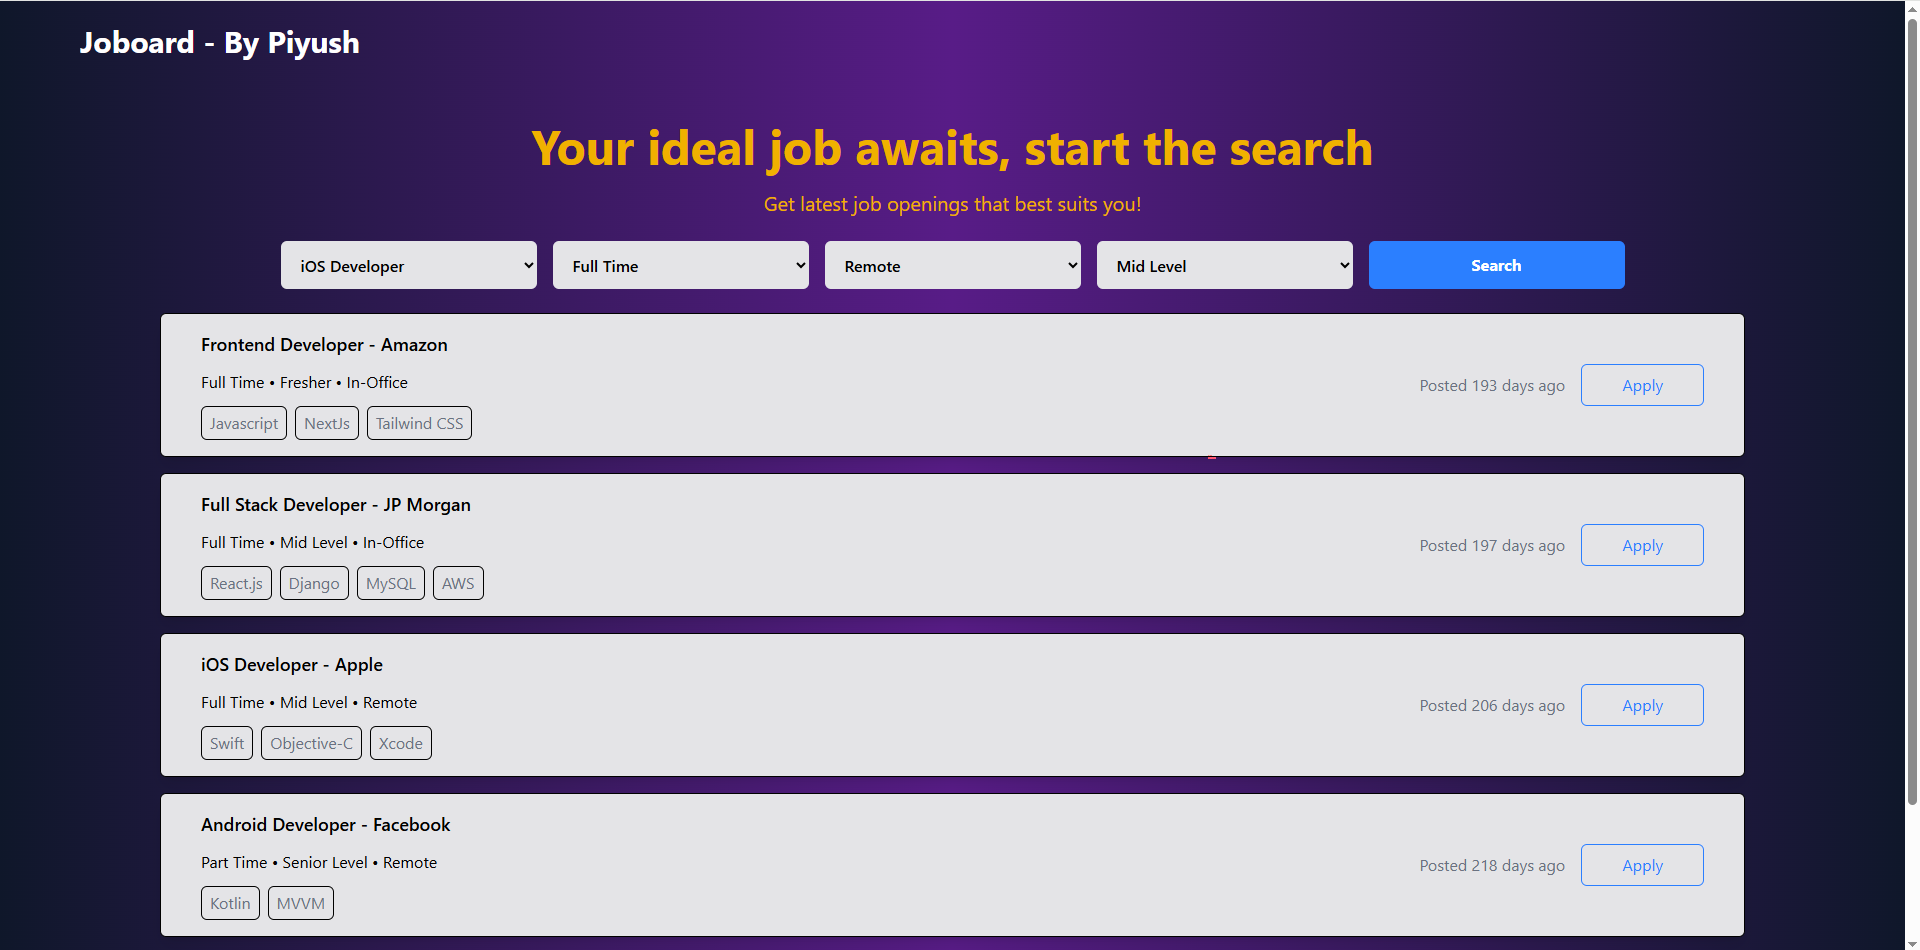 Joboard - By Piyush
Your ideal job awaits, start the search
Get latest job openings that best suits you!
iOS Developer Full Time Remote Mid Level Search
Frontend Developer - Amazon
Full Time • Fresher • In-Office
Posted 193 days ago Apply
Javascript NextJs Tailwind CSS
Full Stack Developer - JP Morgan
Full Time • Mid Level • In-Office
Posted 197 days ago Apply
React.js Django MySQL AWS
iOS Developer - Apple
Full Time • Mid Level • Remote
Posted 206 days ago Apply
Swift Objective-C Xcode
Android Developer - Facebook
Part Time • Senior Level • Remote
Posted 218 days ago Apply
Kotlin MVVM